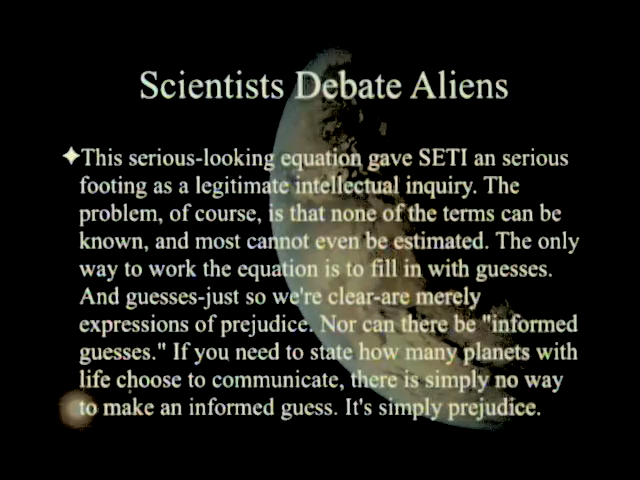 Scientists Debate Aliens
This serious-looking equation gave SETI an serious
footing as a legitimate intellectual inquiry. The
problem, of course, is that none of the terms can be
known, and most cannot even be estimated. The only
way to work the equation is to fill in with guesses.
And guesses-just so we're clear-are merely
expressions of prejudice. Nor can there be "informed
guesses." If you need to state how many planets with
life choose to communicate, there is simply no way
to make an informed guess. It's simply prejudice.